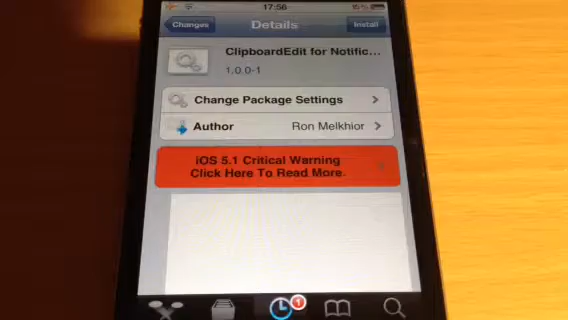 17:56
15%
Changes
Details
Install
ClipboardEdit for Notific...
1.0.0-1
Change Package Settings
Author
Ron Melkhior
iOS 5.1 Critical Warning
Click Here To Read More.
1